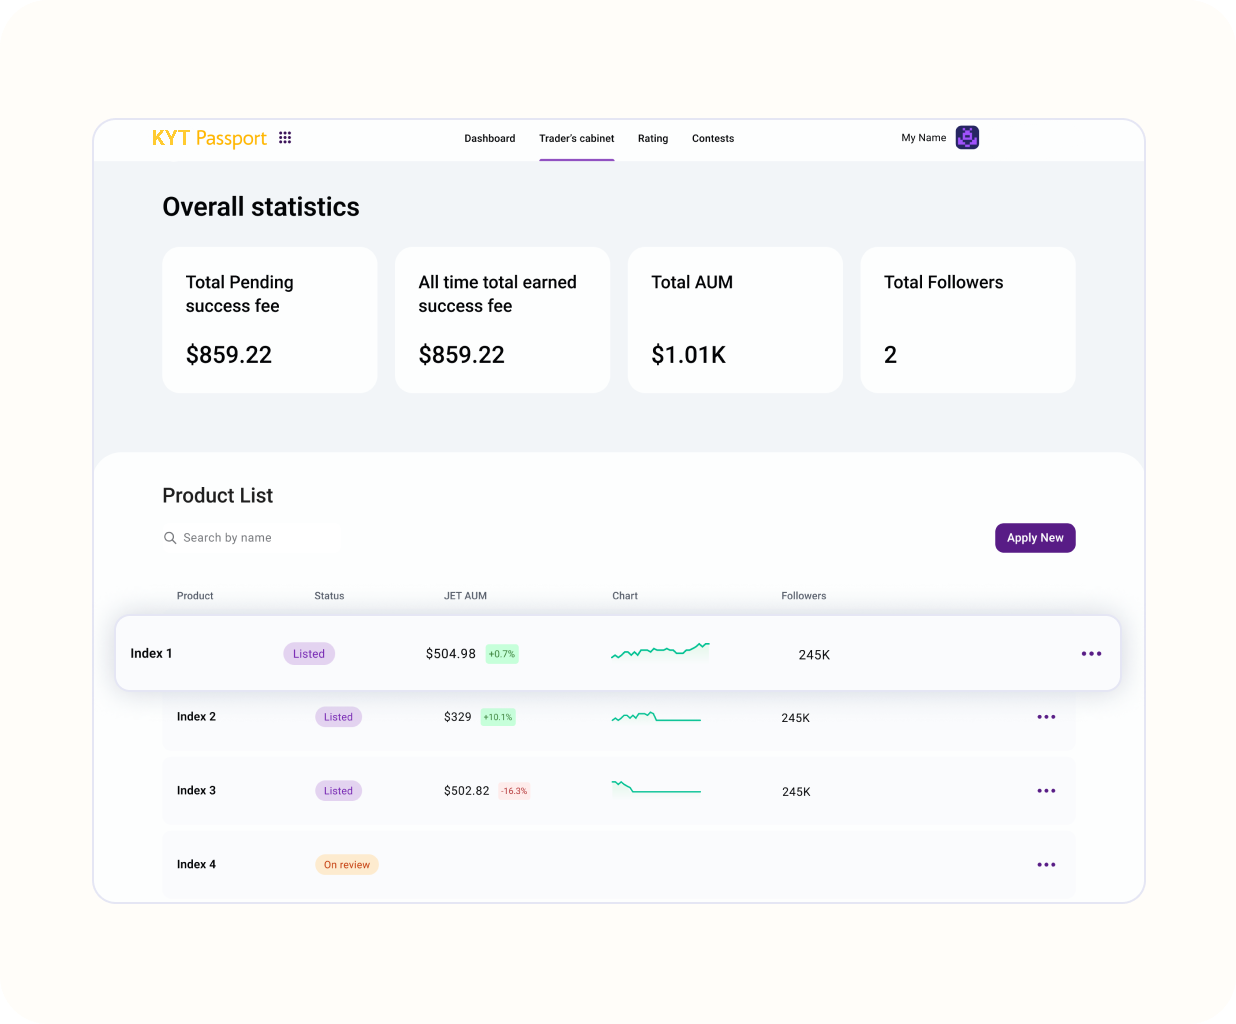 KYT Passport
Dashboard Trader's cabinet Rating Contests
My Name
Overall statistics
Total Pending
success fee
$859.22
All time total earned
success fee
$859.22
Total AUM
$1.01K
Total Followers
2
Product List
Search by name
Apply New
Product Status JET AUM Chart Followers
Index 1 Listed $504.98 +0.7% 245K
Index 2 Listed $329 +10.1% 245K
Index 3 Listed $502.82 -16.3% 245K
Index 4 On review